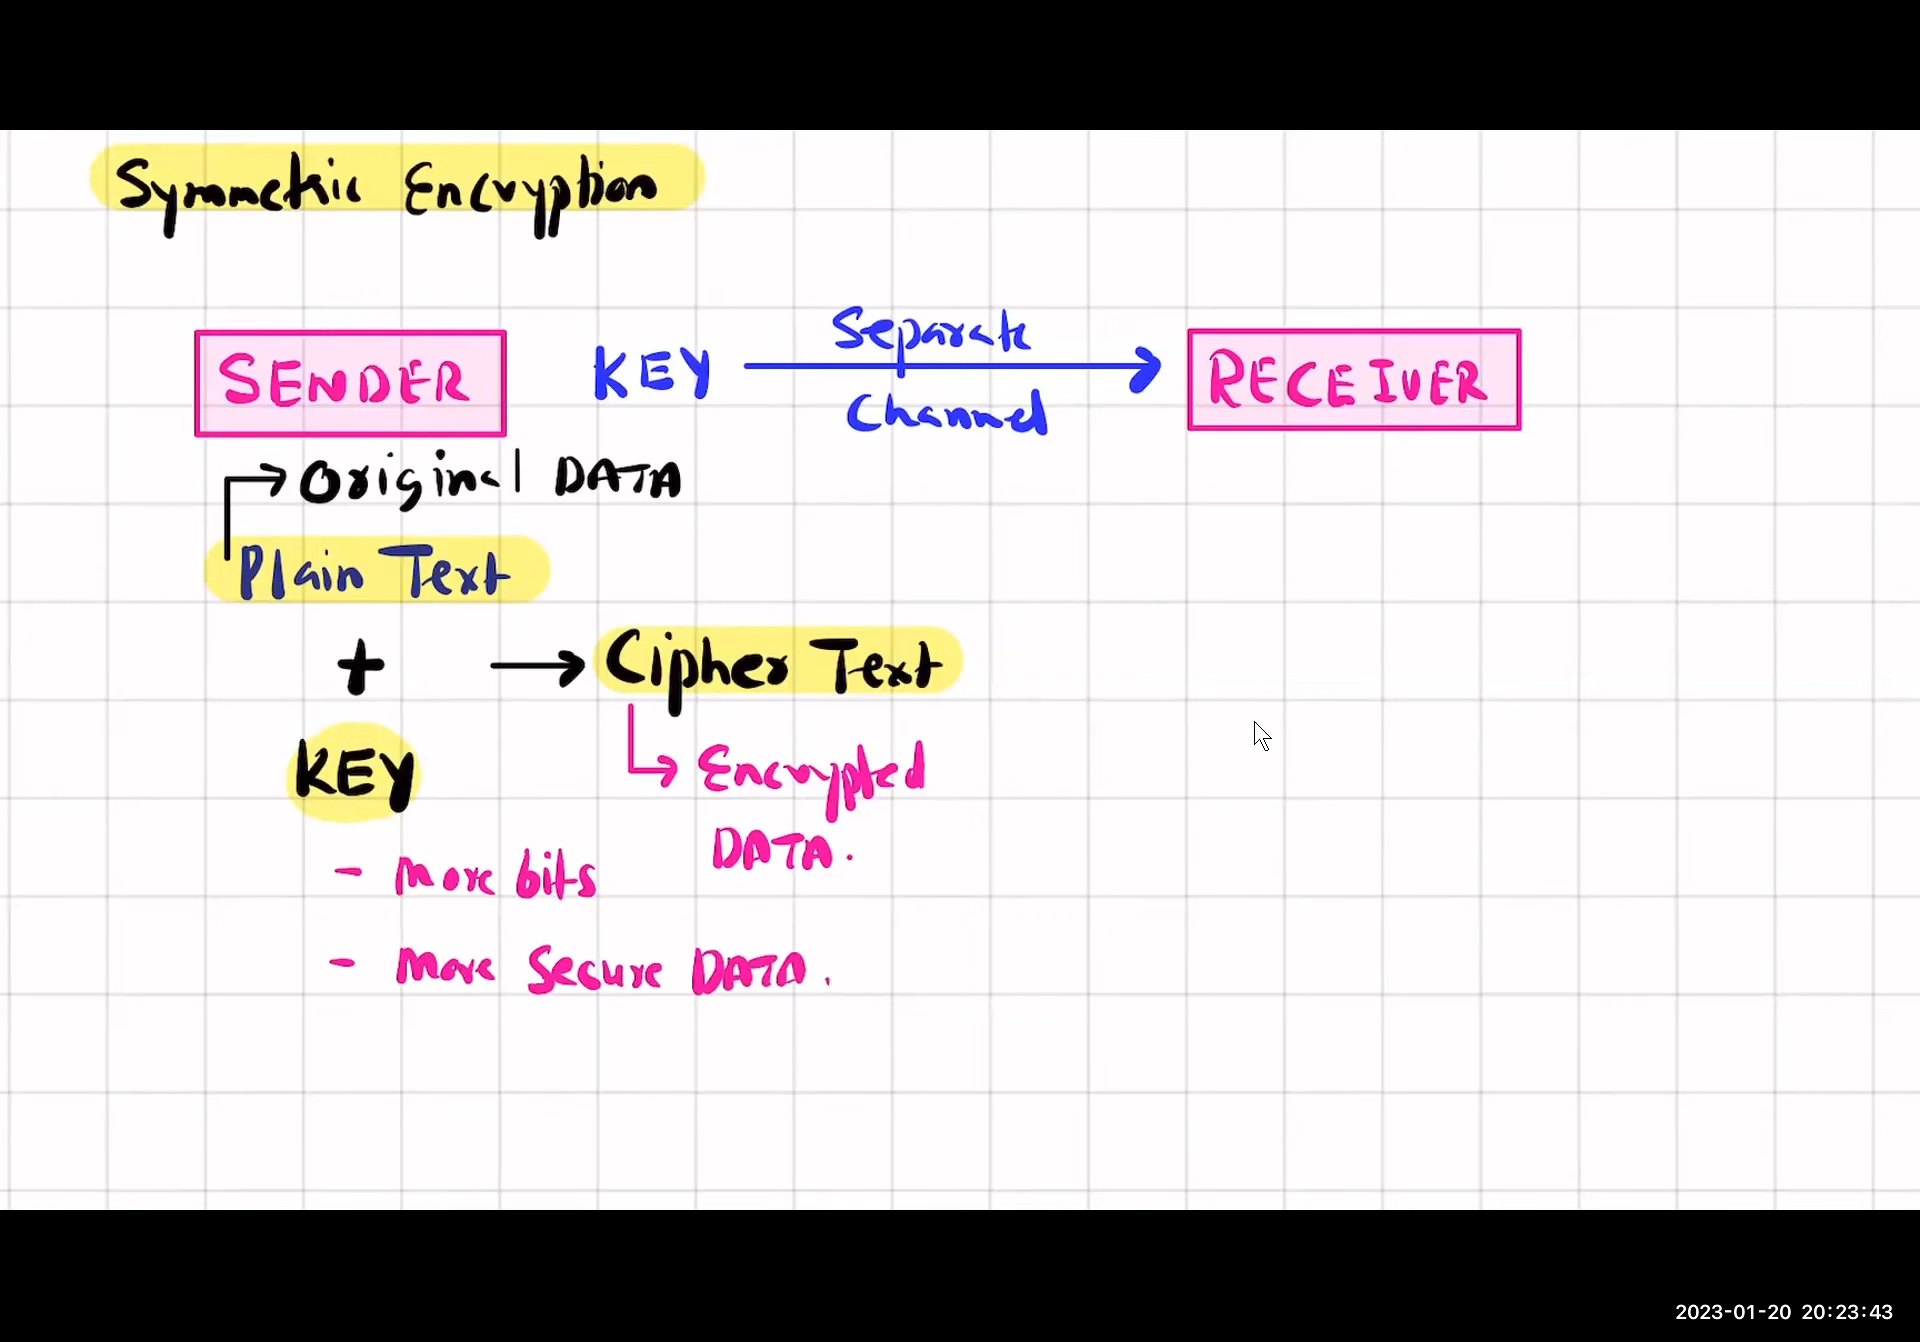 Symmetric Encryption
SENDER KEY Separate Channel RECEIVER
Original DATA
Plain Text
+ → Cipher Text
KEY
Encrypted DATA.
- More bits
- More Secure DATA.
2023-01-20 20:23:43